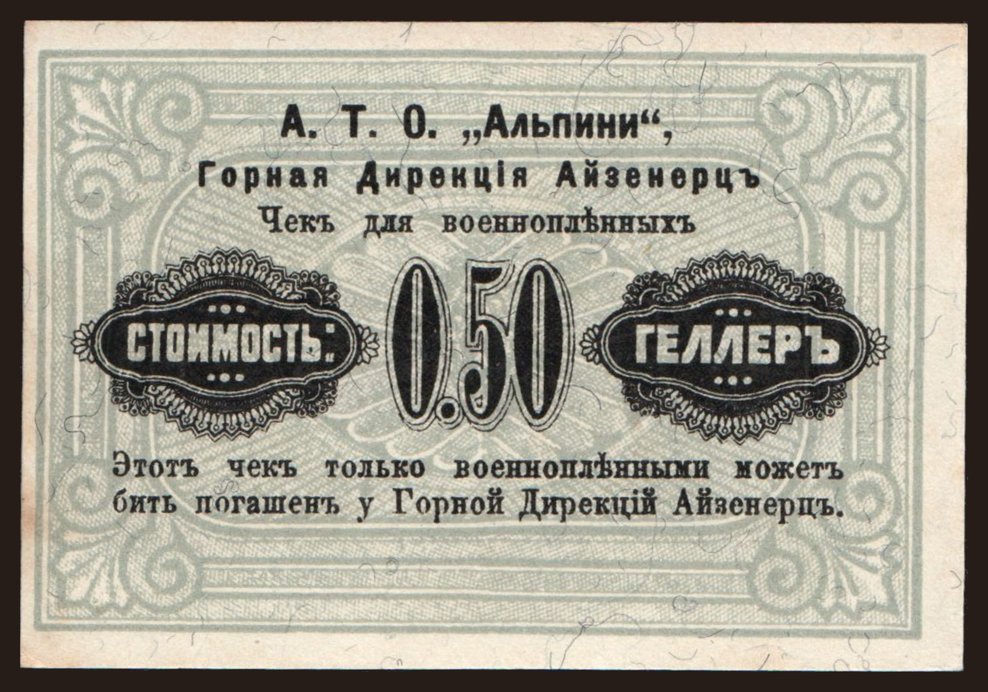 А. Т. О. „Альпини“,
Горная Дирекція Айзенерцъ
Чекъ для военноплѣнныхъ
СТОИМОСТЬ: 0.50 ГЕЛЛЕРЪ
Этотъ чекъ только военноплѣнными можетъ
бить погашенъ у Горной Дирекцій Айзенерцъ.